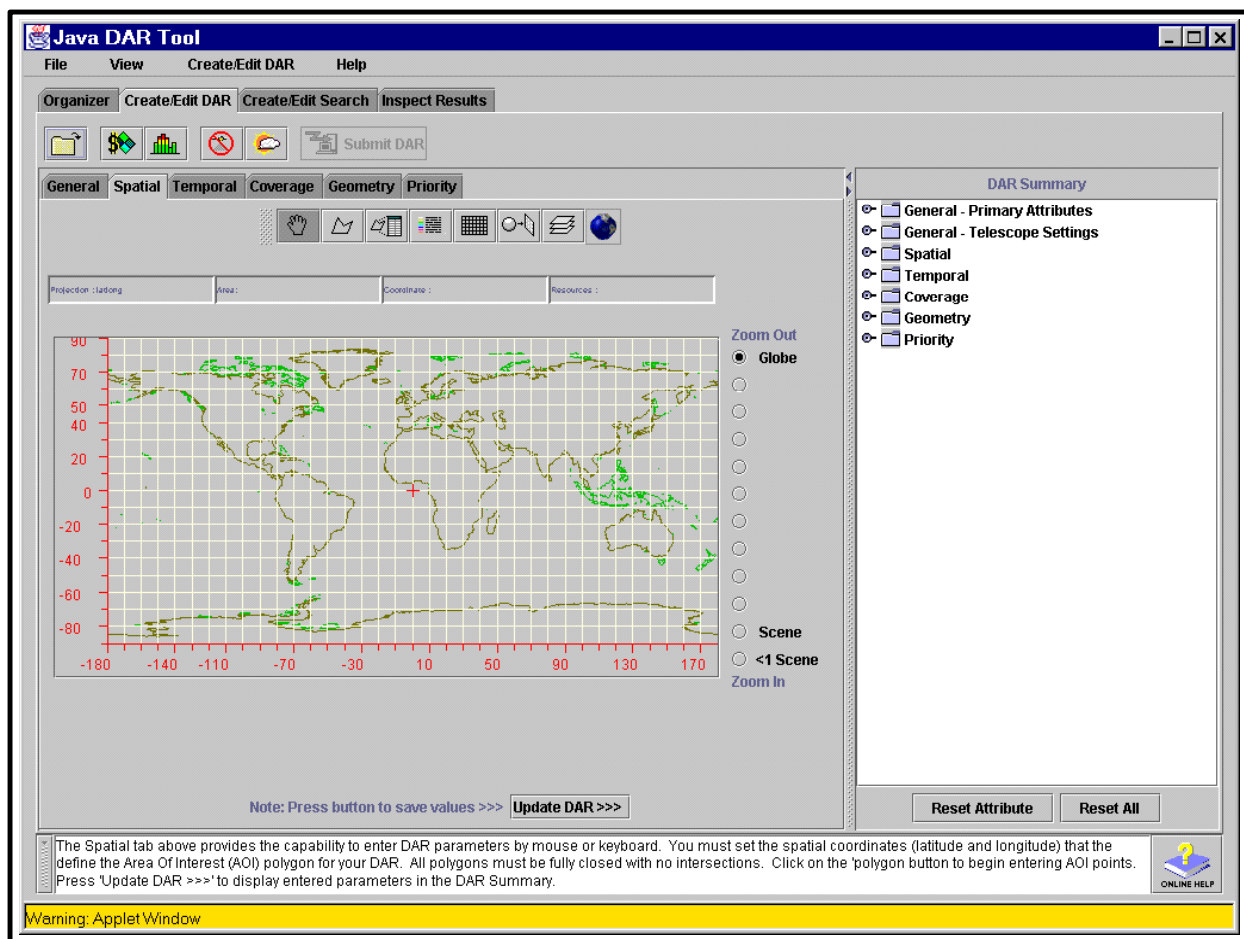 Java DAR Tool
File View Create/Edit DAR Help
Organizer Create/Edit DAR Create/Edit Search Inspect Results
Submit DAR
General Spatial Temporal Coverage Geometry Priority
Projection : latlong Area: Coordinate : Resources :
90
70
50
40
20
0
-20
-40
-60
-80
-180 -140 -110 -70 -30 10 50 90 130 170
Zoom Out
Globe
Scene
<1 Scene
Zoom In
Note: Press button to save values >>> Update DAR >>>
DAR Summary
General - Primary Attributes
General - Telescope Settings
Spatial
Temporal
Coverage
Geometry
Priority
Reset Attribute Reset All
The Spatial tab above provides the capability to enter DAR parameters by mouse or keyboard. You must set the spatial coordinates (latitude and longitude) that the
define the Area Of Interest (AOI) polygon for your DAR. All polygons must be fully closed with no intersections. Click on the 'polygon button to begin entering AOI points.
Press 'Update DAR >>>' to display entered parameters in the DAR Summary.
ONLINE HELP
Warning: Applet Window